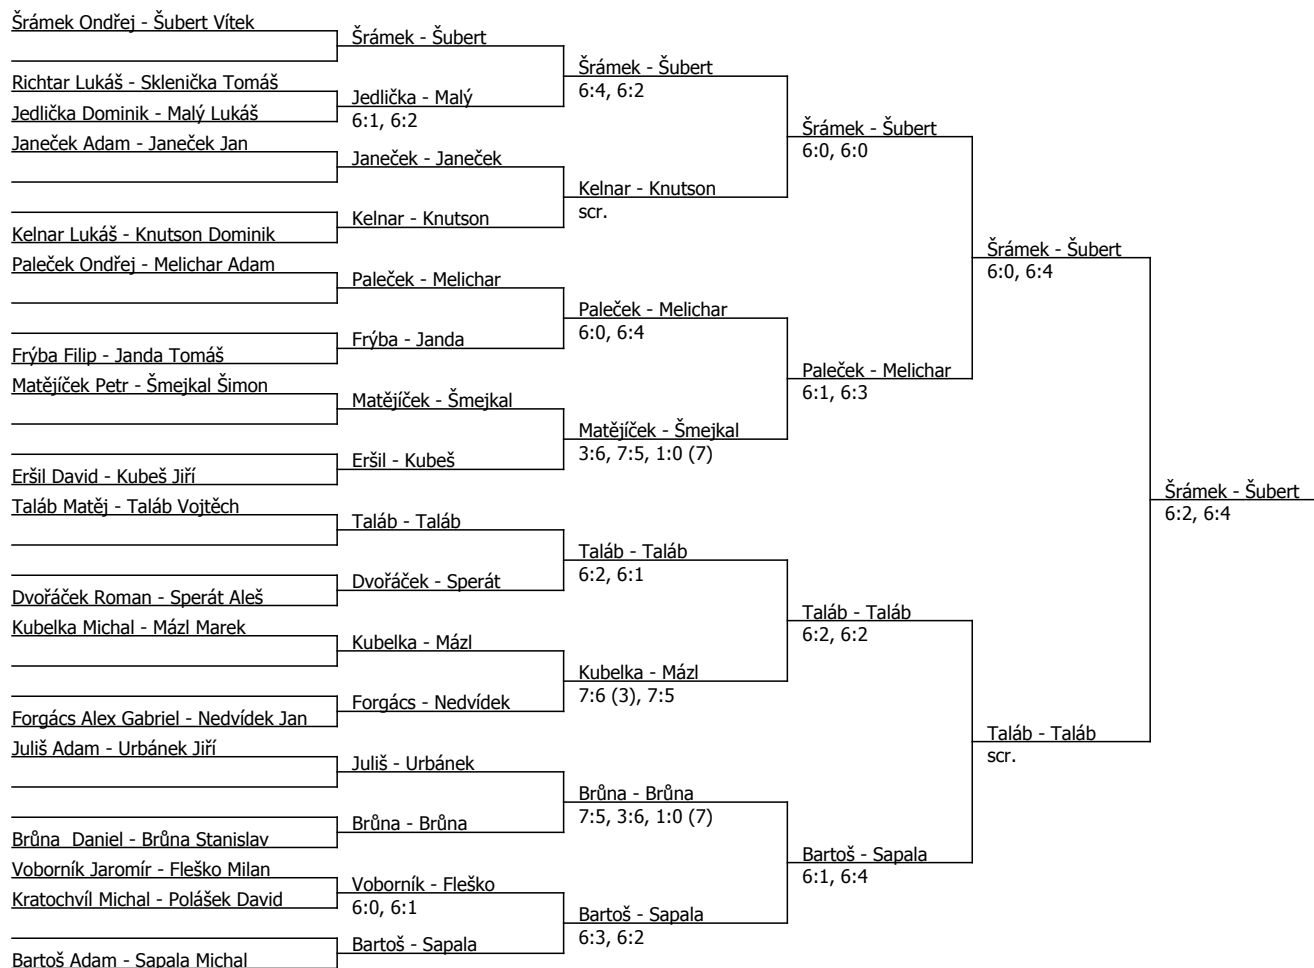 Šrámek Ondřej - Šubert Vítek
Richtar Lukáš - Sklenička Tomáš
Jedlička Dominik - Malý Lukáš
Janeček Adam - Janeček Jan
Kelnar Lukáš - Knutson Dominik
Paleček Ondřej - Melichar Adam
Frýba Filip - Janda Tomáš
Matějíček Petr - Šmejkal Šimon
Eršil David - Kubeš Jiří
Taláb Matěj - Taláb Vojtěch
Dvořáček Roman - Sperát Aleš
Kubelka Michal - Mázl Marek
Forgács Alex Gabriel - Nedvídek Jan
Juliš Adam - Urbánek Jiří
Brůna  Daniel - Brůna Stanislav
Voborník Jaromír - Fleško Milan
Kratochvíl Michal - Polášek David
Bartoš Adam - Sapala Michal
Šrámek - Šubert
Jedlička - Malý
6:1, 6:2
Janeček - Janeček
Kelnar - Knutson
Paleček - Melichar
Frýba - Janda
Matějíček - Šmejkal
Eršil - Kubeš
Taláb - Taláb
Dvořáček - Sperát
Kubelka - Mázl
Forgács - Nedvídek
Juliš - Urbánek
Brůna - Brůna
Voborník - Fleško
6:0, 6:1
Bartoš - Sapala
Šrámek - Šubert
6:4, 6:2
Kelnar - Knutson
scr.
Paleček - Melichar
6:0, 6:4
Matějíček - Šmejkal
3:6, 7:5, 1:0 (7)
Taláb - Taláb
6:2, 6:1
Kubelka - Mázl
7:6 (3), 7:5
Brůna - Brůna
7:5, 3:6, 1:0 (7)
Bartoš - Sapala
6:3, 6:2
Šrámek - Šubert
6:0, 6:0
Paleček - Melichar
6:1, 6:3
Taláb - Taláb
6:2, 6:2
Bartoš - Sapala
6:1, 6:4
Šrámek - Šubert
6:0, 6:4
Taláb - Taláb
scr.
Šrámek - Šubert
6:2, 6:4